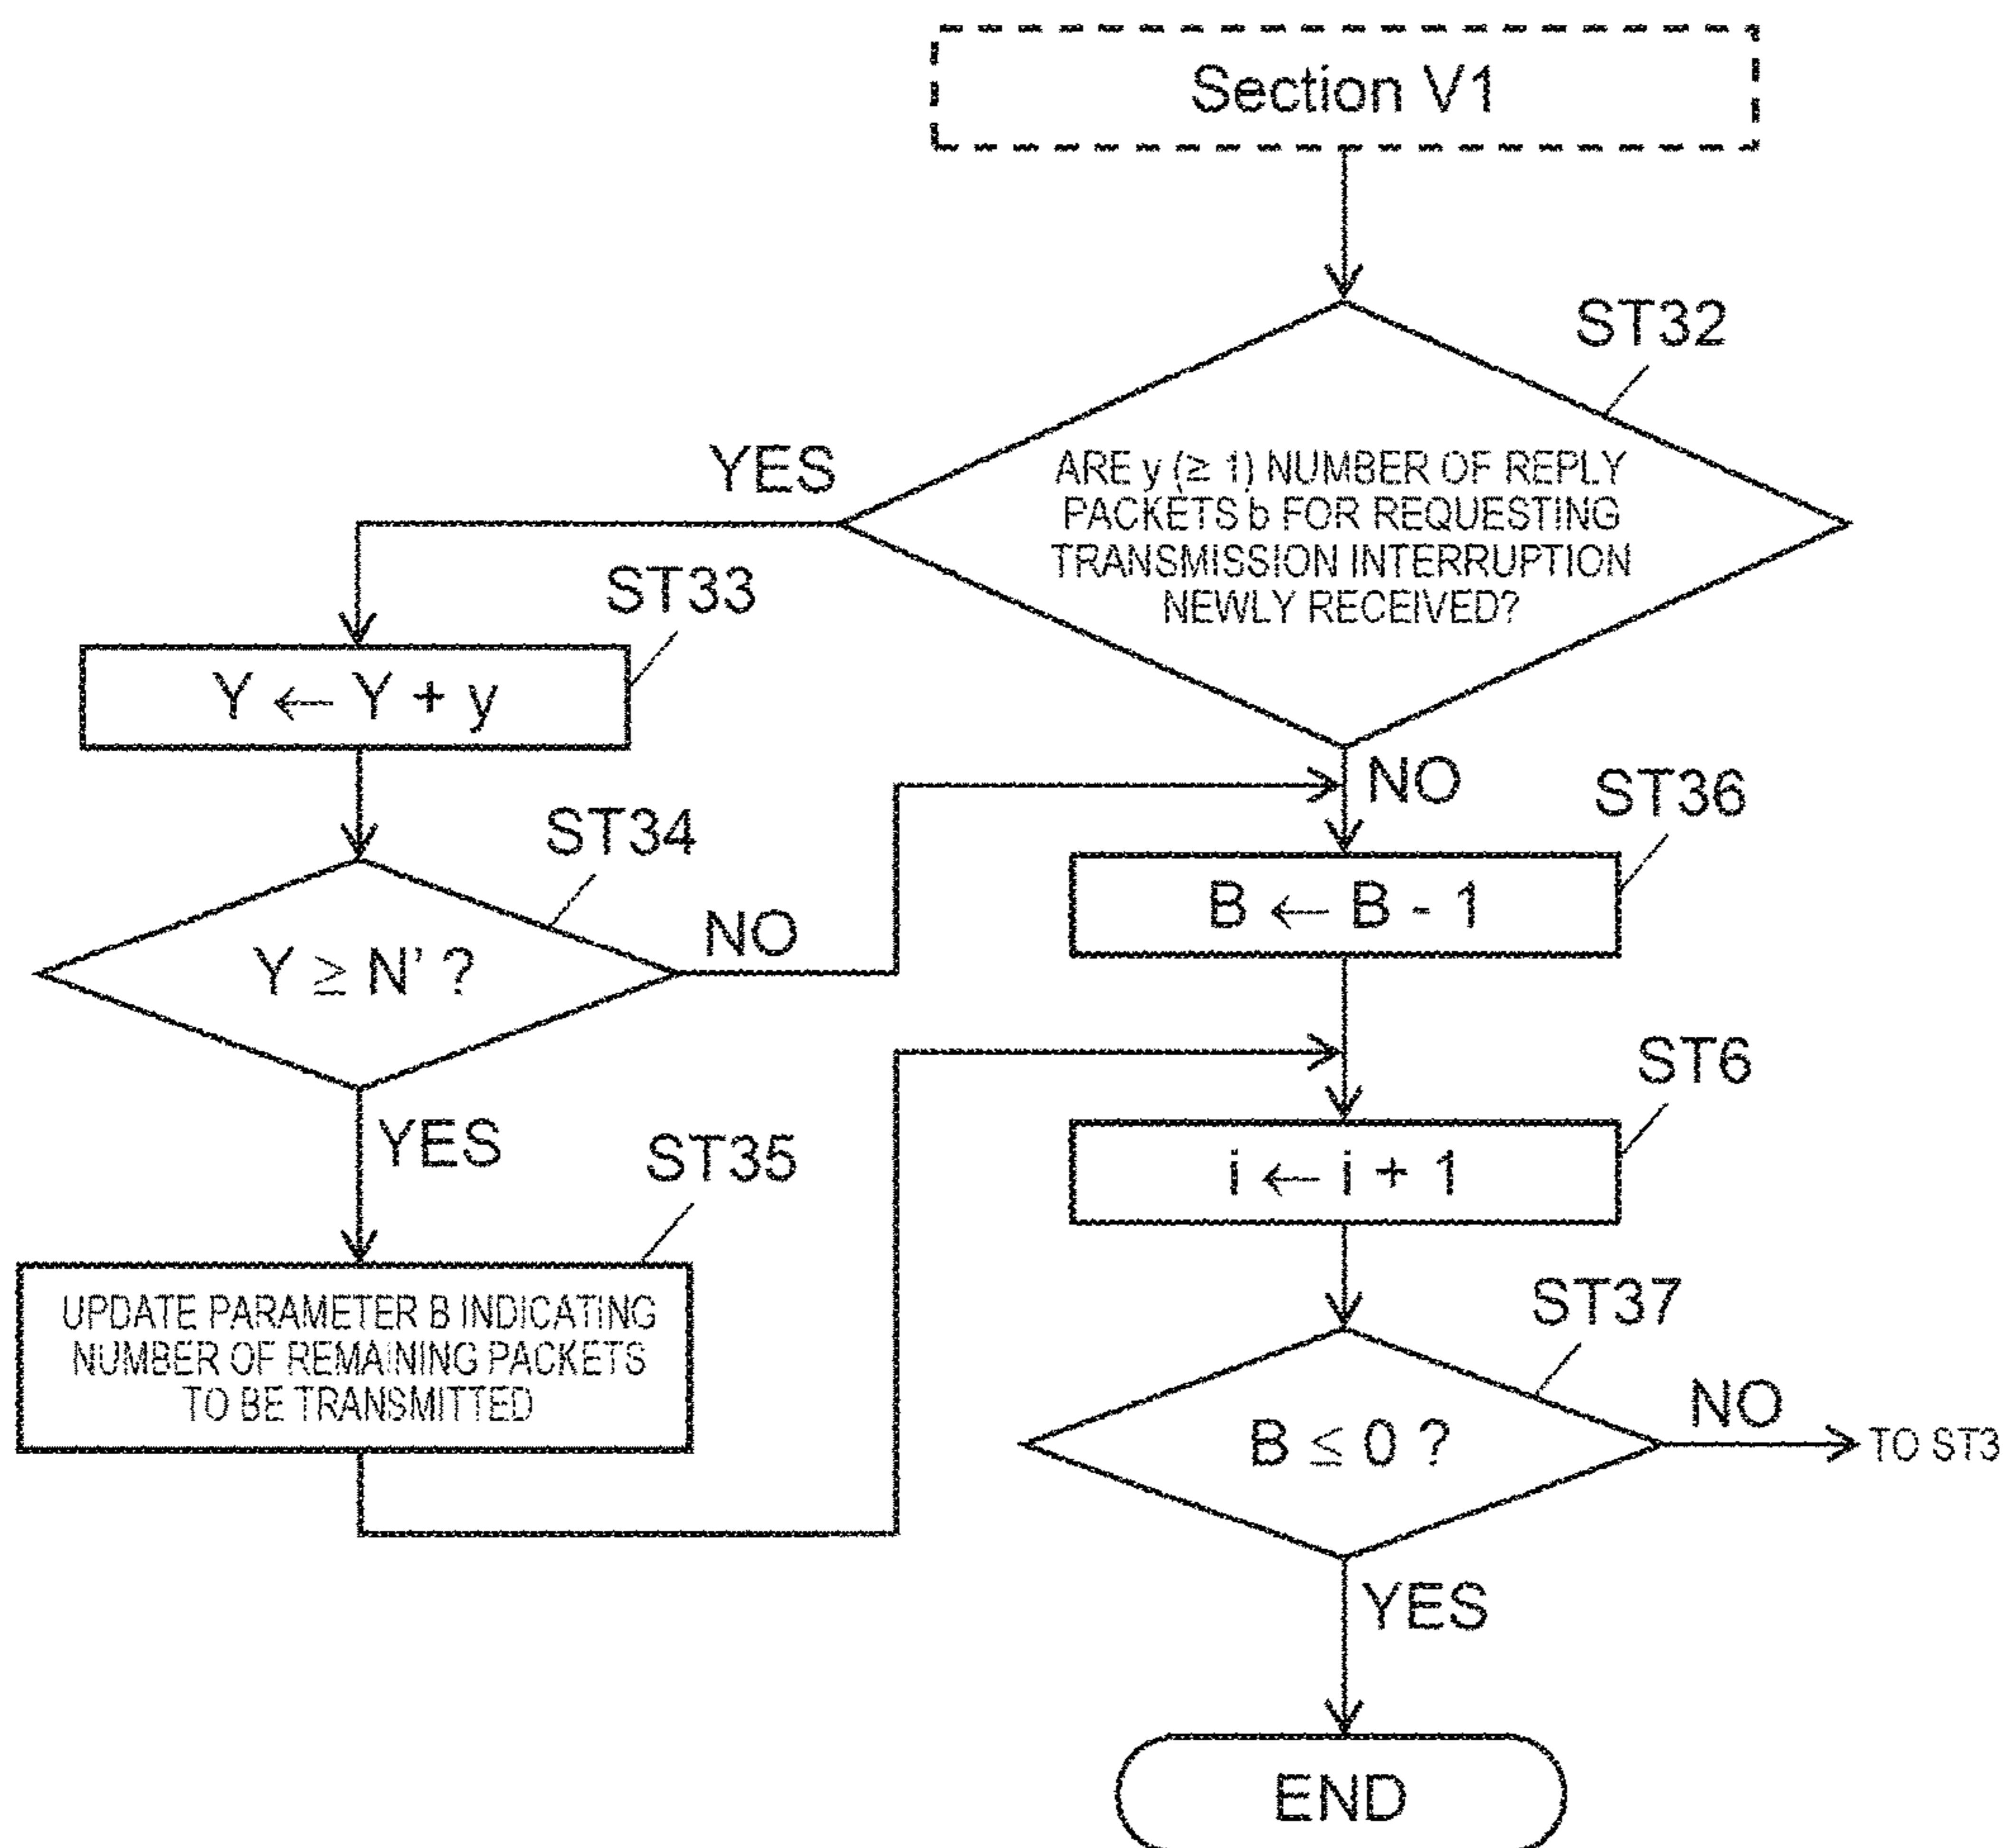 Section V1
ST32
ARE y (≥ 1) NUMBER OF REPLY
PACKETS b FOR REQUESTING
TRANSMISSION INTERRUPTION
NEWLY RECEIVED?
YES
NO
ST33
Y ← Y + y
ST34
Y ≥ N' ?
NO
YES
ST35
UPDATE PARAMETER B INDICATING
NUMBER OF REMAINING PACKETS
TO BE TRANSMITTED
ST36
B ← B - 1
ST6
i ← i + 1
ST37
B ≤ 0 ?
NO
TO ST3
YES
END